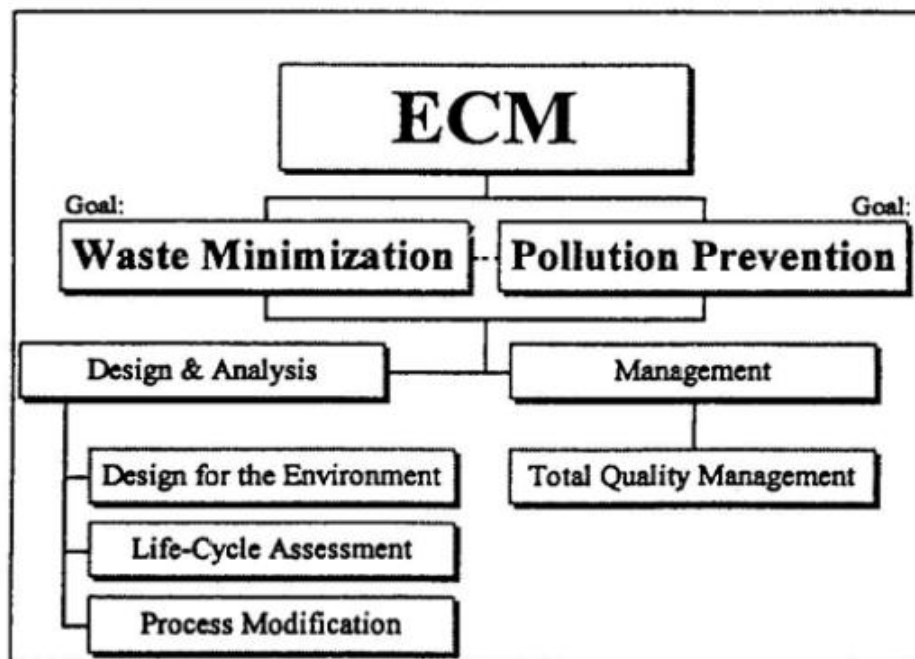 ECM
Goal:
Goal:
Waste Minimization
Pollution Prevention
Design & Analysis
Management
Design for the Environment
Total Quality Management
Life-Cycle Assessment
Process Modification